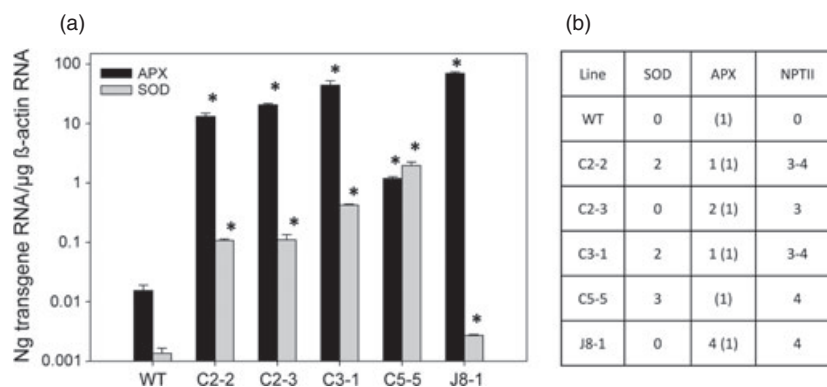 (a)
Ng transgene RNA/µg ß-actin RNA
100
10
1
0.1
0.01
0.001
APX
SOD
* * * * * * * * * *
WT C2-2 C2-3 C3-1 C5-5 J8-1
(b)
Line SOD APX NPTII
WT 0 (1) 0
C2-2 2 1 (1) 3-4
C2-3 0 2 (1) 3
C3-1 2 1 (1) 3-4
C5-5 3 (1) 4
J8-1 0 4 (1) 4